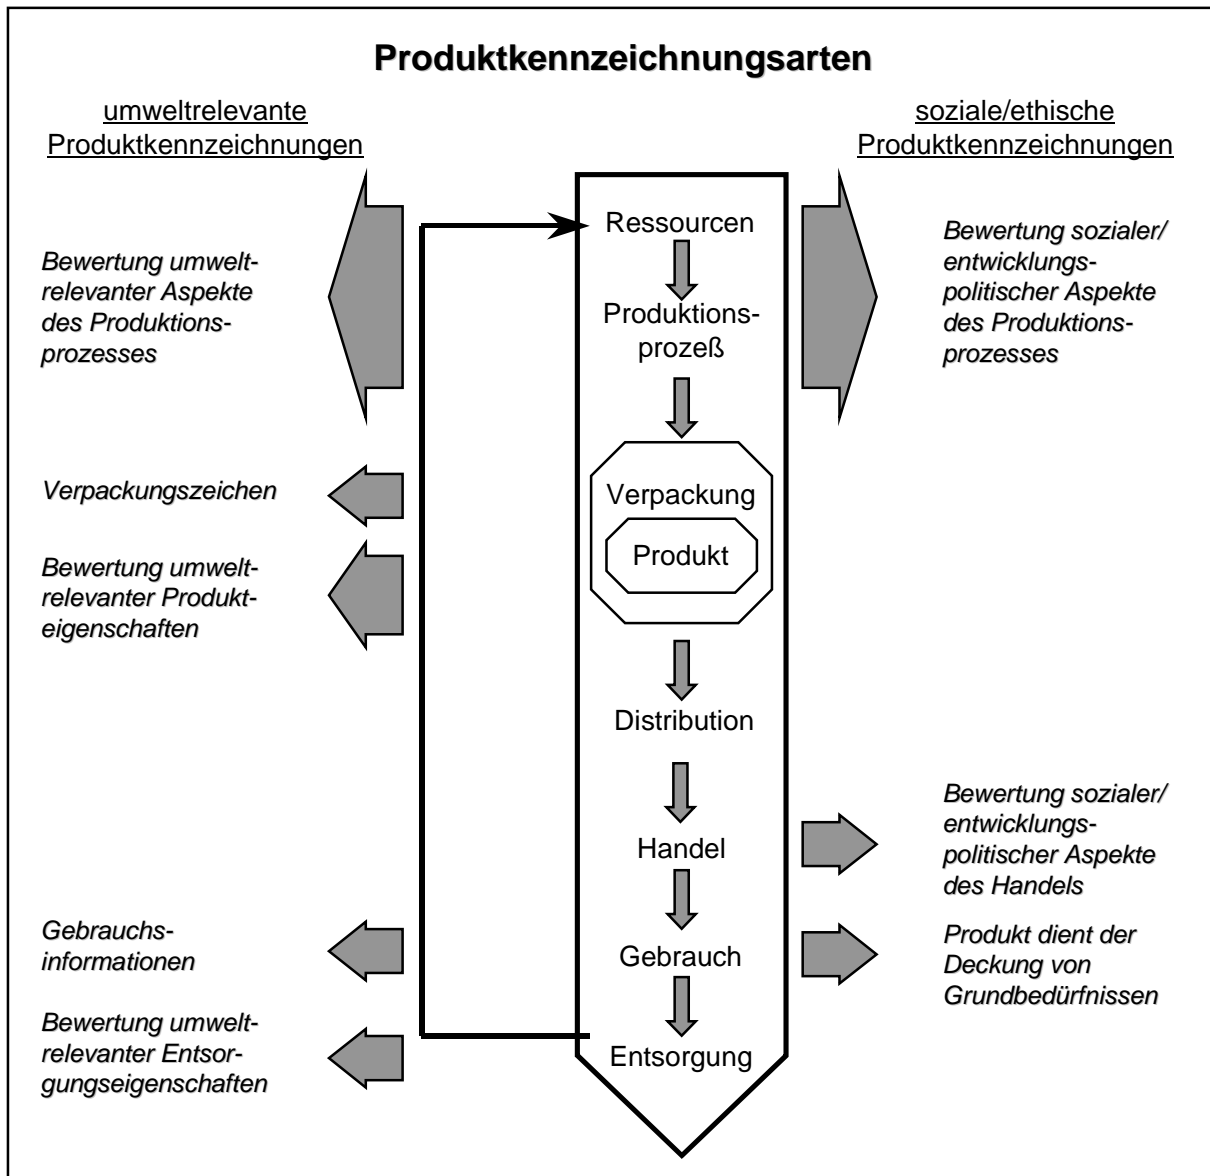 Produktkennzeichnungsarten
umweltrelevante
Produktkennzeichnungen
soziale/ethische
Produktkennzeichnungen
Bewertung umwelt-
relevanter Aspekte
des Produktions-
prozesses
Verpackungszeichen
Bewertung umwelt-
relevanter Produkt-
eigenschaften
Gebrauchs-
informationen
Bewertung umwelt-
relevanter Entsor-
gungseigenschaften
Ressourcen
Produktions-
prozeß
Verpackung
Produkt
Distribution
Handel
Gebrauch
Entsorgung
Bewertung sozialer/
entwicklungs-
politischer Aspekte
des Produktions-
prozesses
Bewertung sozialer/
entwicklungs-
politischer Aspekte
des Handels
Produkt dient der
Deckung von
Grundbedürfnissen